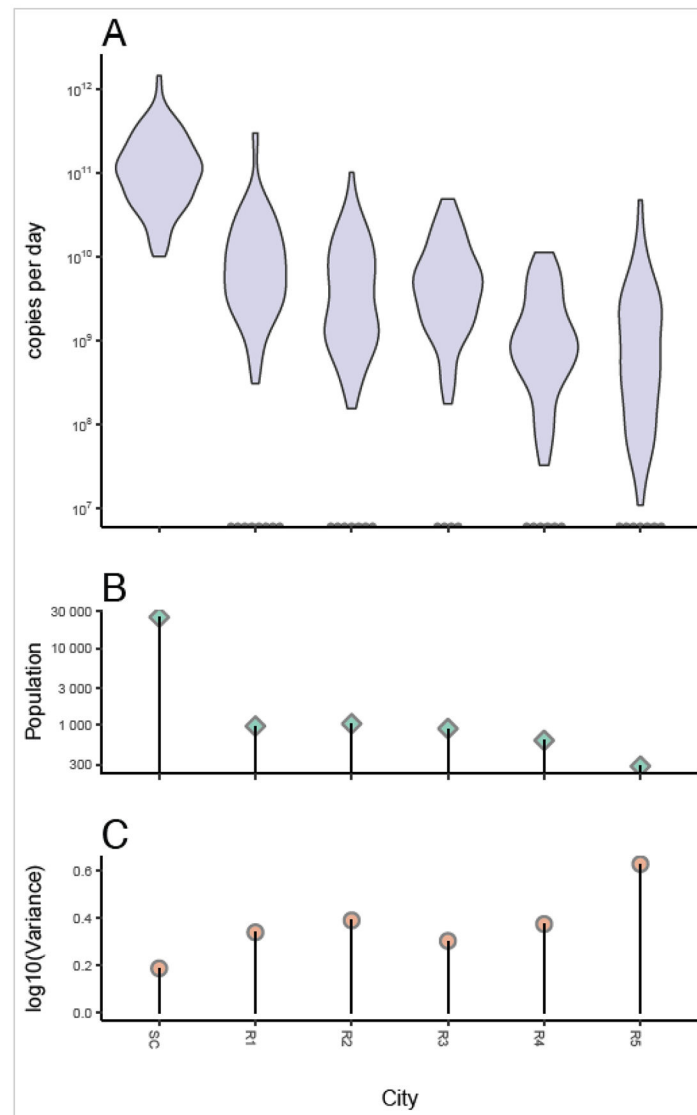 A
copies per day
10¹²
10¹¹
10¹⁰
10⁹
10⁸
10⁷
B
Population
30 000
10 000
3 000
1 000
300
C
log10(Variance)
0.6
0.4
0.2
0.0
SC R1 R2 R3 R4 R5
City